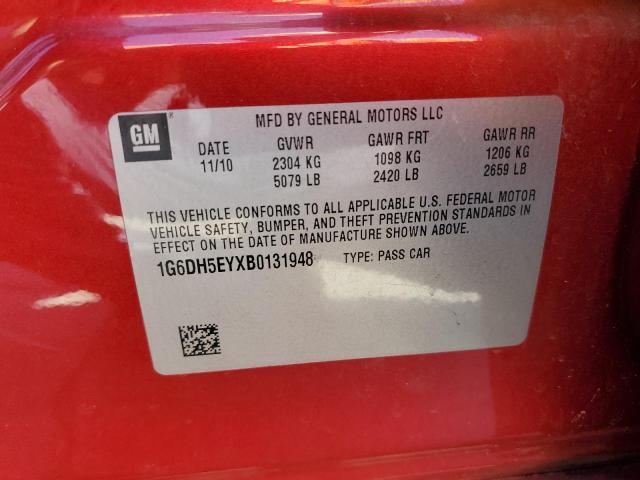 GM ®
MFD BY GENERAL MOTORS LLC
DATE GVWR GAWR FRT GAWR RR
11/10 2304 KG 1098 KG 1206 KG
5079 LB 2420 LB 2659 LB
THIS VEHICLE CONFORMS TO ALL APPLICABLE U.S. FEDERAL MOTOR
VEHICLE SAFETY, BUMPER, AND THEFT PREVENTION STANDARDS IN
EFFECT ON THE DATE OF MANUFACTURE SHOWN ABOVE.
1G6DH5EYXB0131948 TYPE: PASS CAR